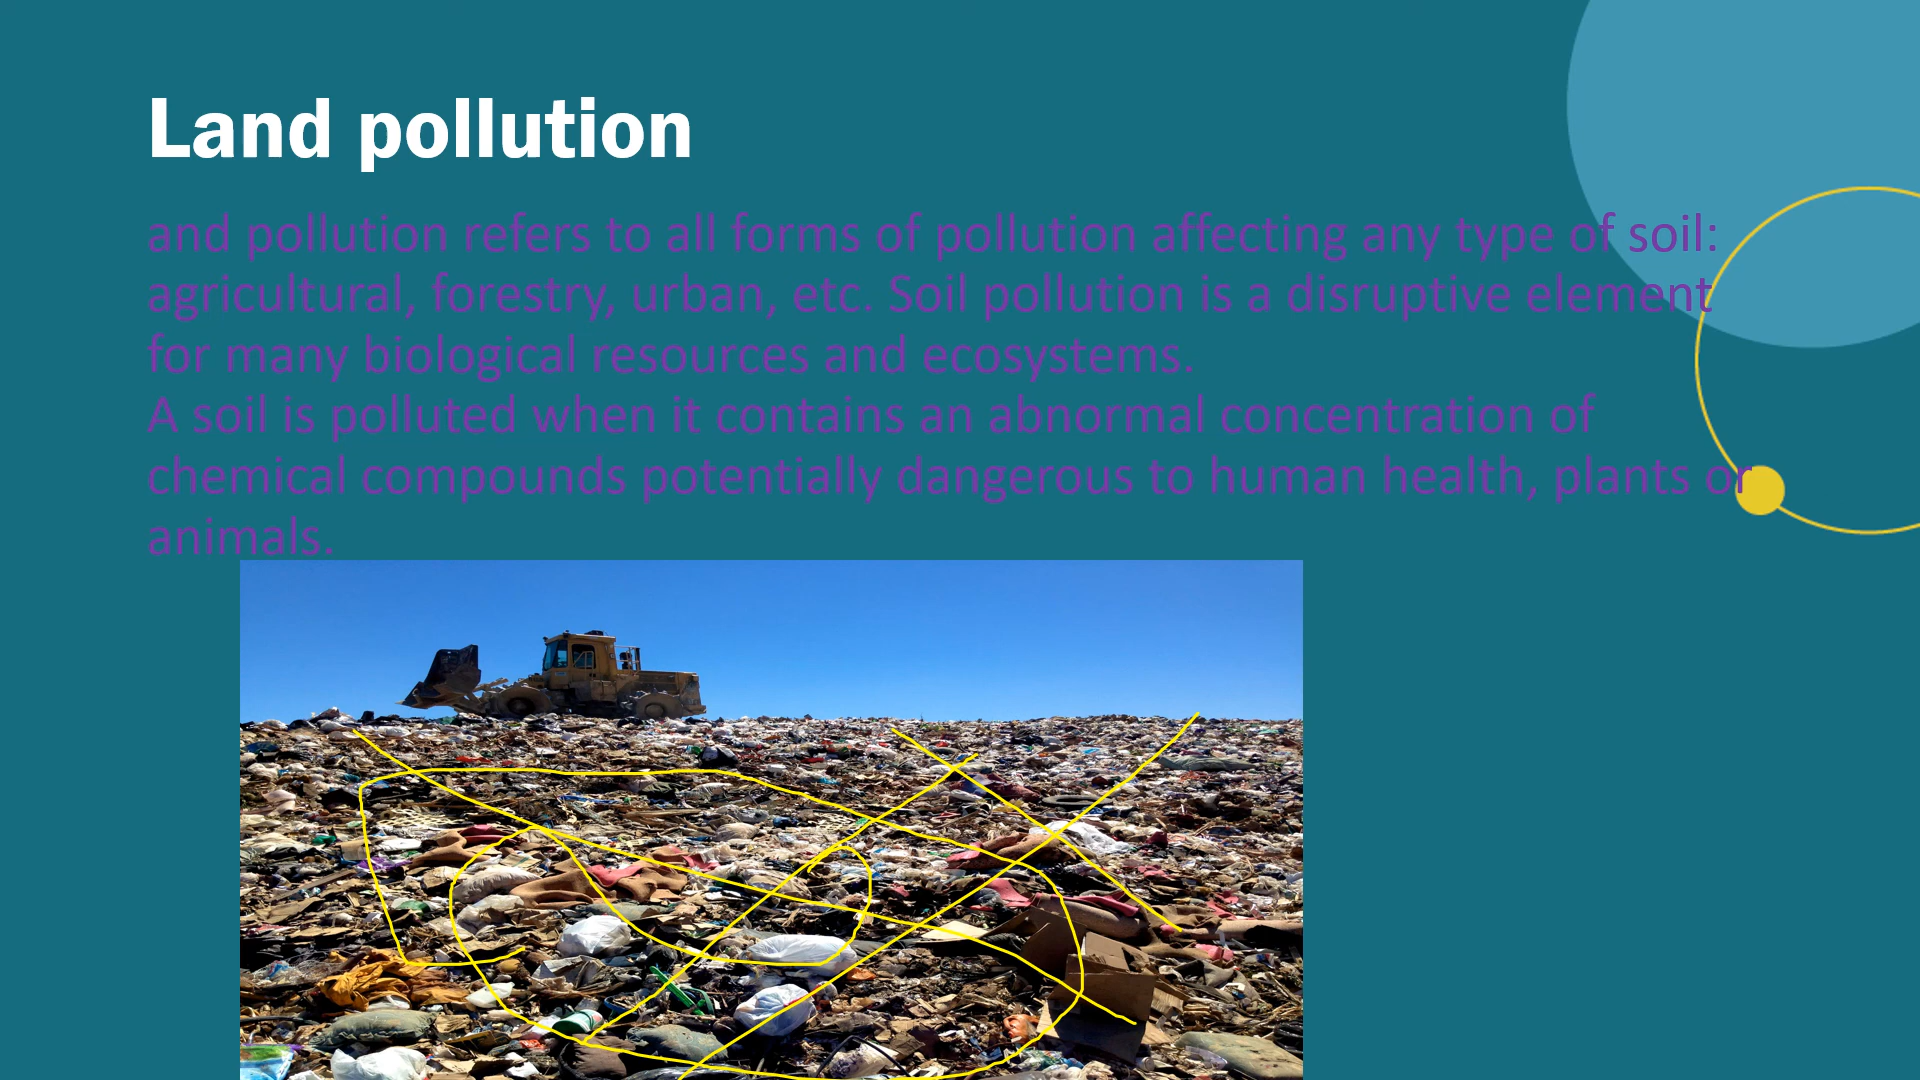 Land pollution
and pollution refers to all forms of pollution affecting any type of soil:
agricultural, forestry, urban, etc. Soil pollution is a disruptive element
for many biological resources and ecosystems.
A soil is polluted when it contains an abnormal concentration of
chemical compounds potentially dangerous to human health, plants or
animals.